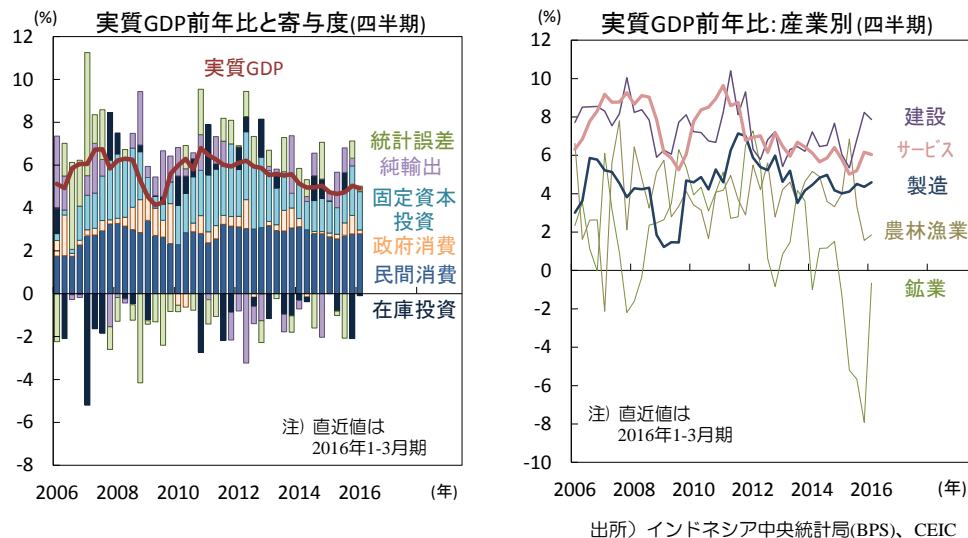 実質GDP前年比と寄与度(四半期)
(%)
12
10
8
6
4
2
0
-2
-4
-6
-8
実質GDP
統計誤差
純輸出
固定資本
投資
政府消費
民間消費
在庫投資
注) 直近値は
2016年1-3月期
2006 2008 2010 2012 2014 2016 (年)
実質GDP前年比:産業別(四半期)
(%)
12
10
8
6
4
2
0
-2
-4
-6
-8
-10
建設
サービス
製造
農林漁業
鉱業
注) 直近値は
2016年1-3月期
2006 2008 2010 2012 2014 2016 (年)
出所）インドネシア中央統計局(BPS)、CEIC